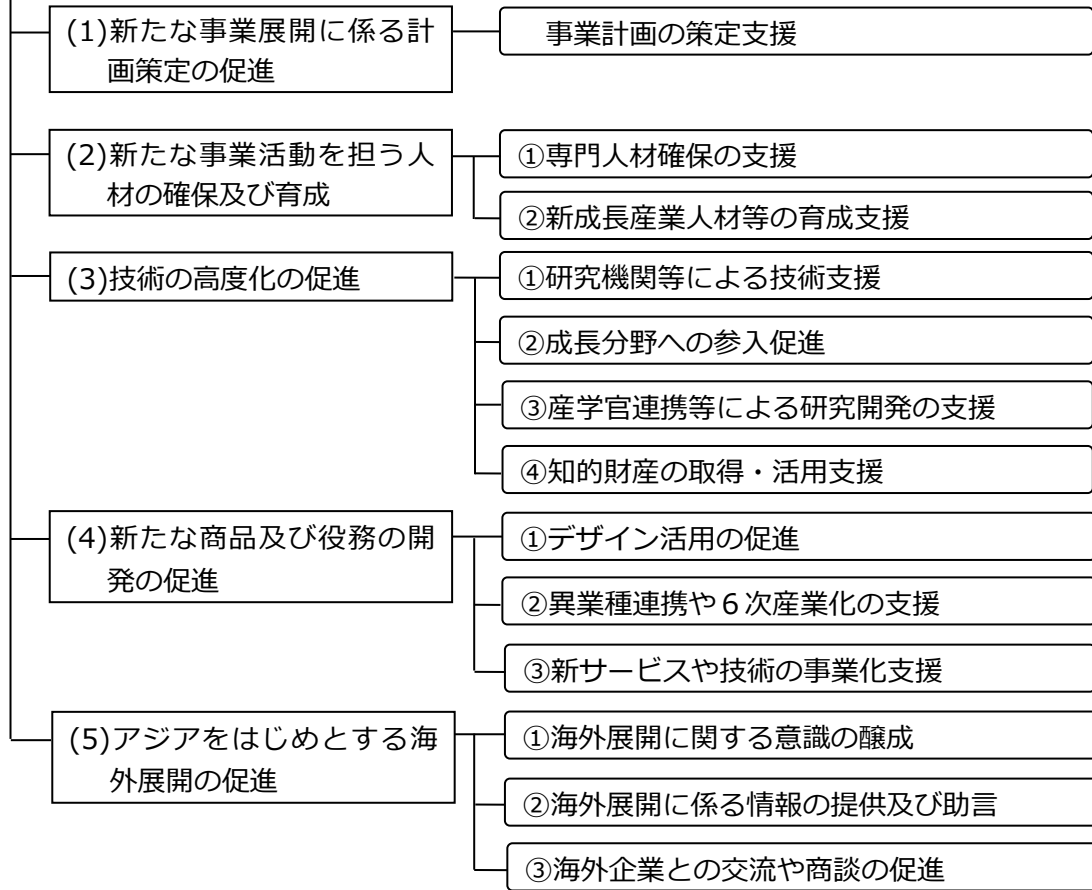 (1)新たな事業展開に係る計
画策定の促進
事業計画の策定支援
(2)新たな事業活動を担う人
材の確保及び育成
①専門人材確保の支援
②新成長産業人材等の育成支援
(3)技術の高度化の促進
①研究機関等による技術支援
②成長分野への参入促進
③産学官連携等による研究開発の支援
④知的財産の取得・活用支援
(4)新たな商品及び役務の開
発の促進
①デザイン活用の促進
②異業種連携や６次産業化の支援
③新サービスや技術の事業化支援
(5)アジアをはじめとする海
外展開の促進
①海外展開に関する意識の醸成
②海外展開に係る情報の提供及び助言
③海外企業との交流や商談の促進